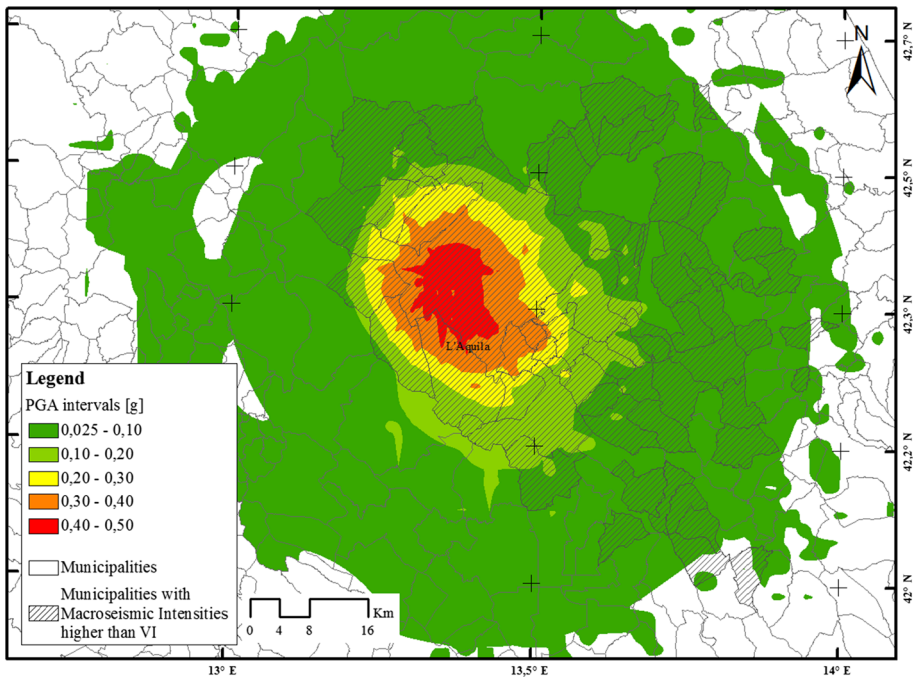 N
42,7° N
42,5° N
42,3° N
42,2° N
42° N
L'Aquila
Legend
PGA intervals [g]
0,025 - 0,10
0,10 - 0,20
0,20 - 0,30
0,30 - 0,40
0,40 - 0,50
Municipalities
Municipalities with
Macroseismic Intensities
higher than VI
Km
0 4 8 16
13° E
13,5° E
14° E